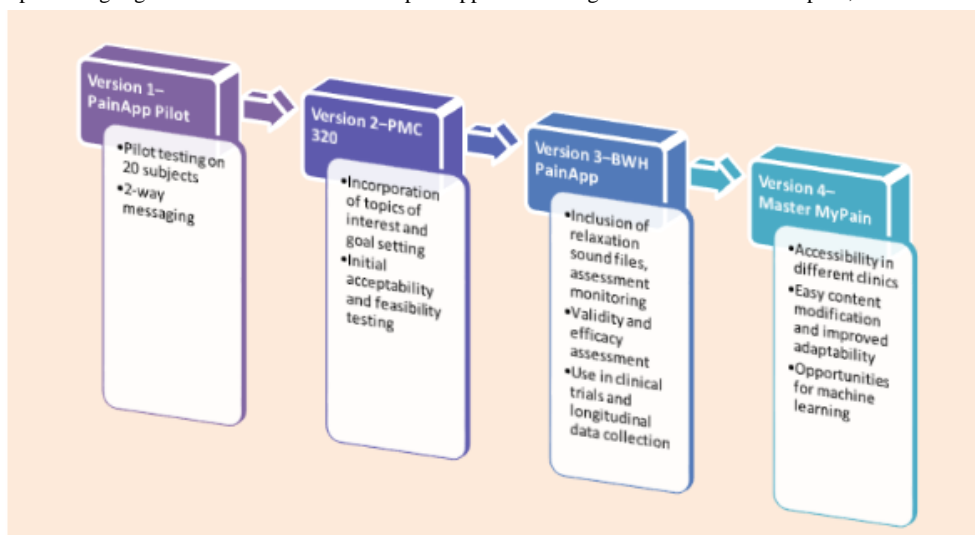 Version 1–
PainApp Pilot
•Pilot testing on
20 subjects
•2-way
messaging
Version 2–PMC
320
•Incorporation
of topics of
interest and
goal setting
•Initial
acceptability
and feasibility
testing
Version 3–BWH
PainApp
•Inclusion of
relaxation
sound files,
assessment
monitoring
•Validity and
efficacy
assessment
•Use in clinical
trials and
longitudinal
data collection
Version 4–
Master MyPain
•Accessibility in
different clinics
•Easy content
modification
and improved
adaptability
•Opportunities
for machine
learning